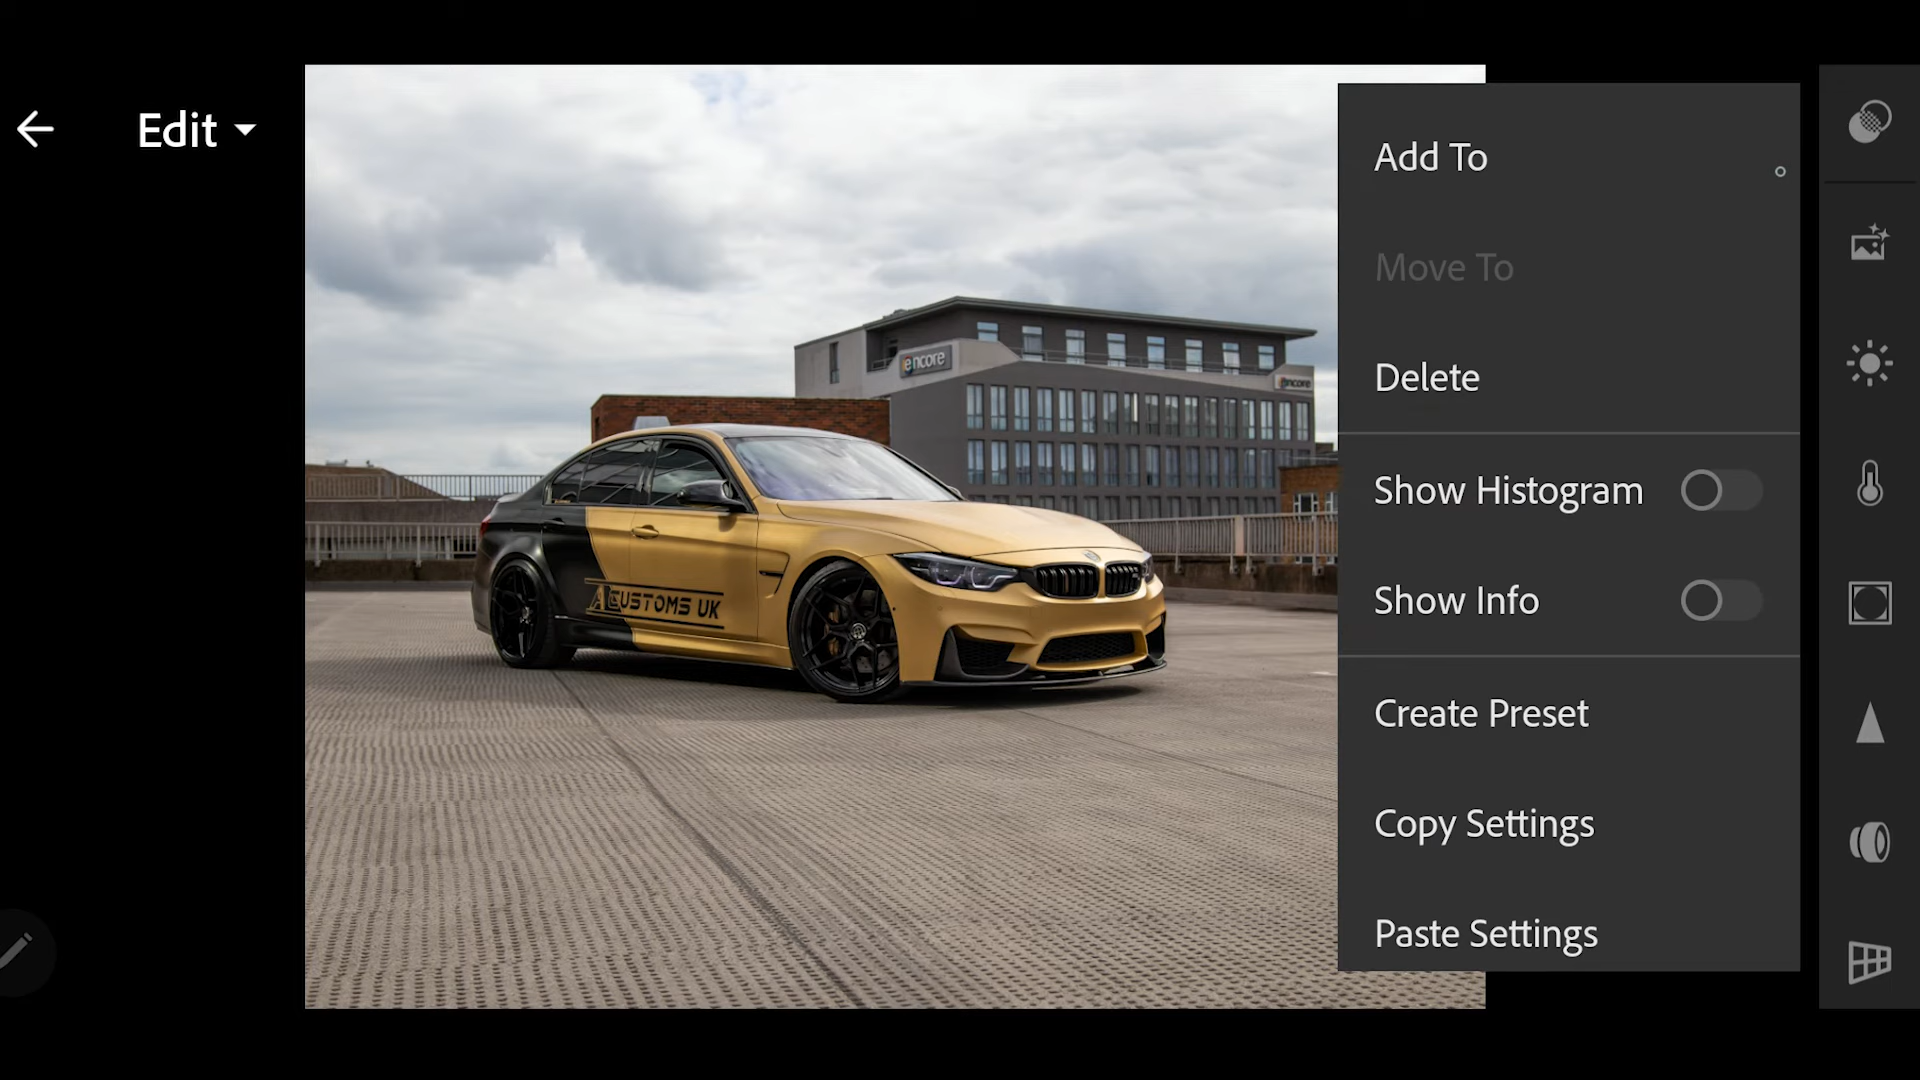 Edit
encore
encore
A CUSTOMS UK
Add To
Move To
Delete
Show Histogram
Show Info
Create Preset
Copy Settings
Paste Settings